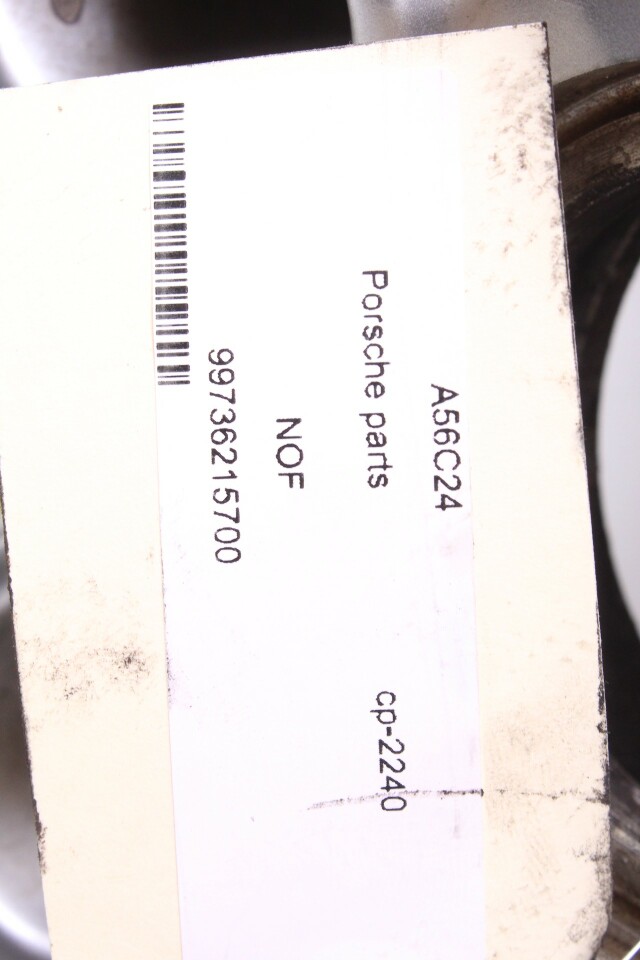 A56C24
Porsche parts cp-2240
NOF
99736215700